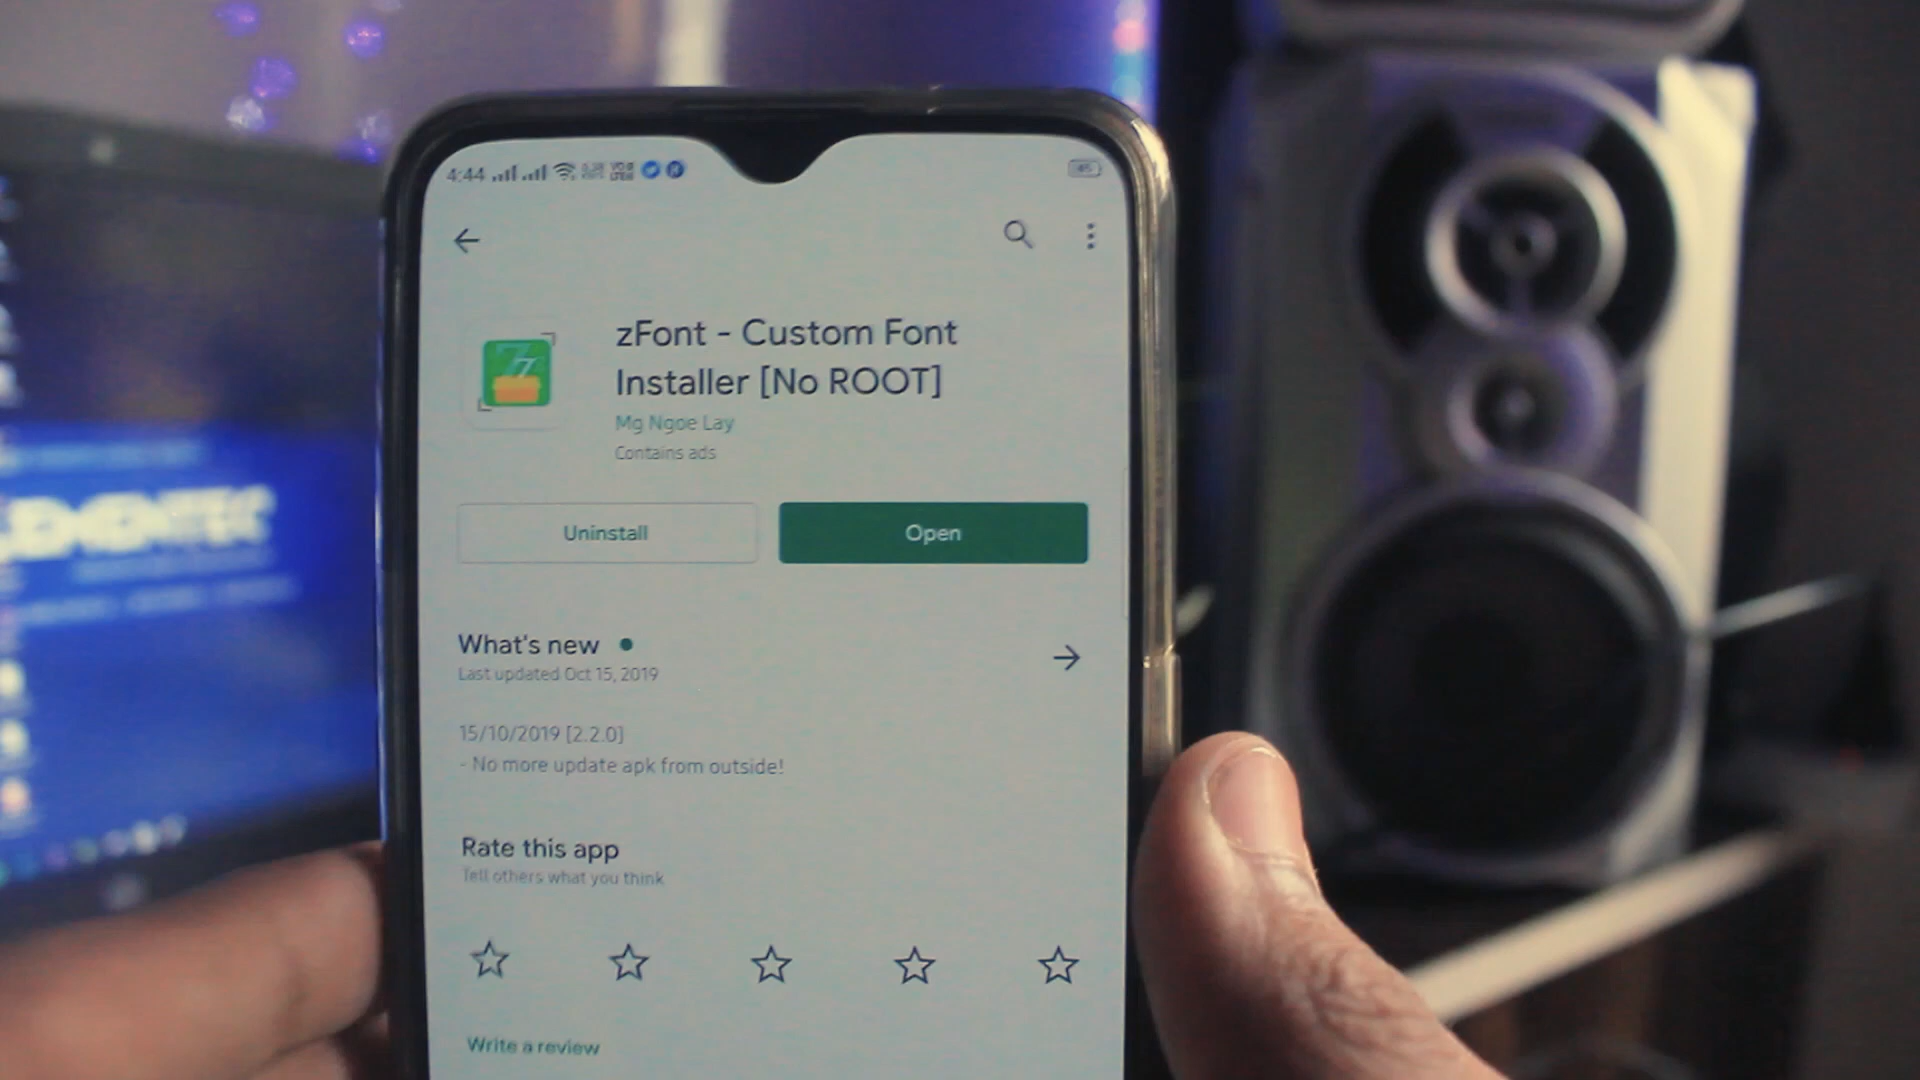 4:44
45
zFont - Custom Font
Installer [No ROOT]
Mg Ngoe Lay
Contains ads
Uninstall
Open
What's new
Last updated Oct 15, 2019
15/10/2019 [2.2.0]
- No more update apk from outside!
Rate this app
Tell others what you think
Write a review